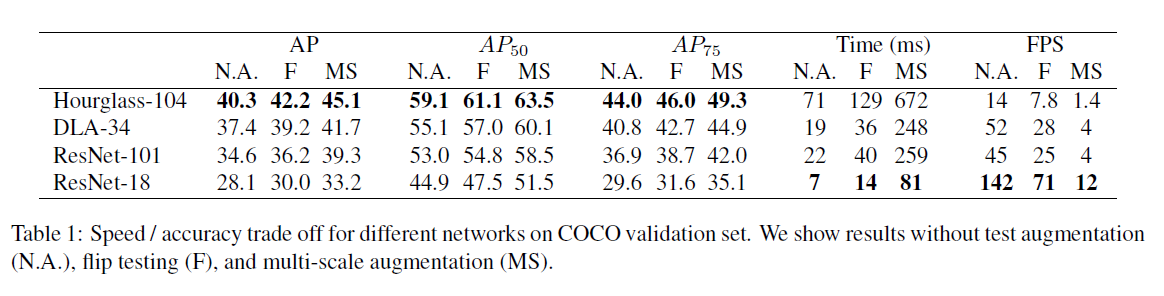 AP AP50 AP75 Time (ms) FPS
N.A. F MS N.A. F MS N.A. F MS N.A. F MS N.A. F MS
Hourglass-104 40.3 42.2 45.1 59.1 61.1 63.5 44.0 46.0 49.3 71 129 672 14 7.8 1.4
DLA-34 37.4 39.2 41.7 55.1 57.0 60.1 40.8 42.7 44.9 19 36 248 52 28 4
ResNet-101 34.6 36.2 39.3 53.0 54.8 58.5 36.9 38.7 42.0 22 40 259 45 25 4
ResNet-18 28.1 30.0 33.2 44.9 47.5 51.5 29.6 31.6 35.1 7 14 81 142 71 12
Table 1: Speed / accuracy trade off for different networks on COCO validation set. We show results without test augmentation
(N.A.), flip testing (F), and multi-scale augmentation (MS).